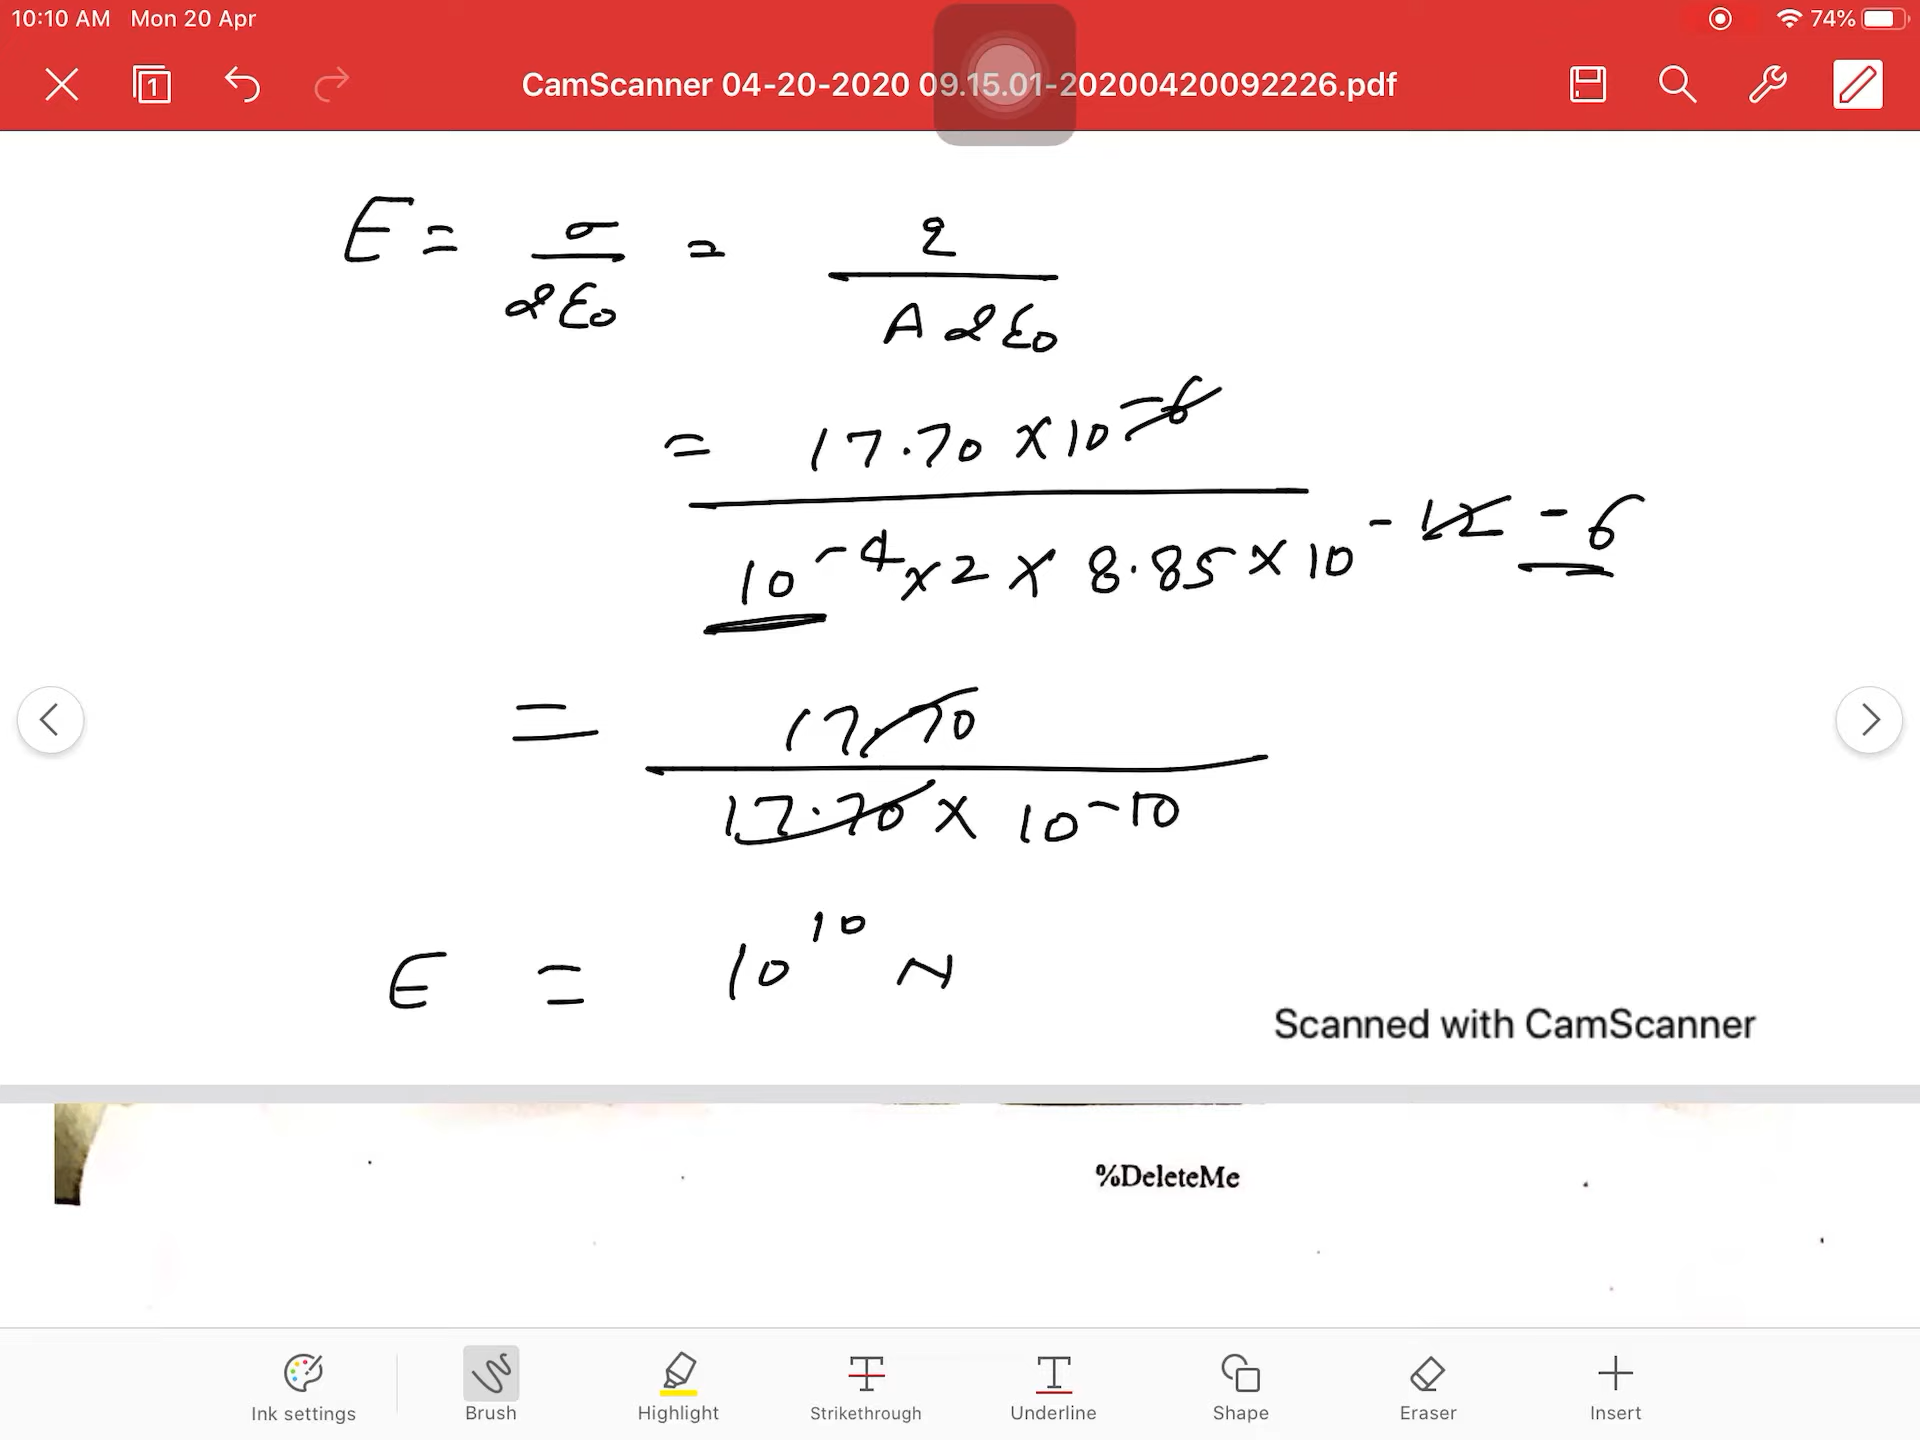 10:10 AM Mon 20 Apr 74%
1 CamScanner 04-20-2020 09.15.01-20200420092226.pdf
E = σ/2ε₀ = q/A2ε₀
= 17.70 × 10⁻⁶
10⁻⁴ × 2 × 8.85 × 10⁻¹² ⁻⁶
= 17.70
17.70 × 10⁻¹⁰
E = 10¹⁰ N
Scanned with CamScanner
%DeleteMe
Ink settings Brush Highlight Strikethrough Underline Shape Eraser Insert